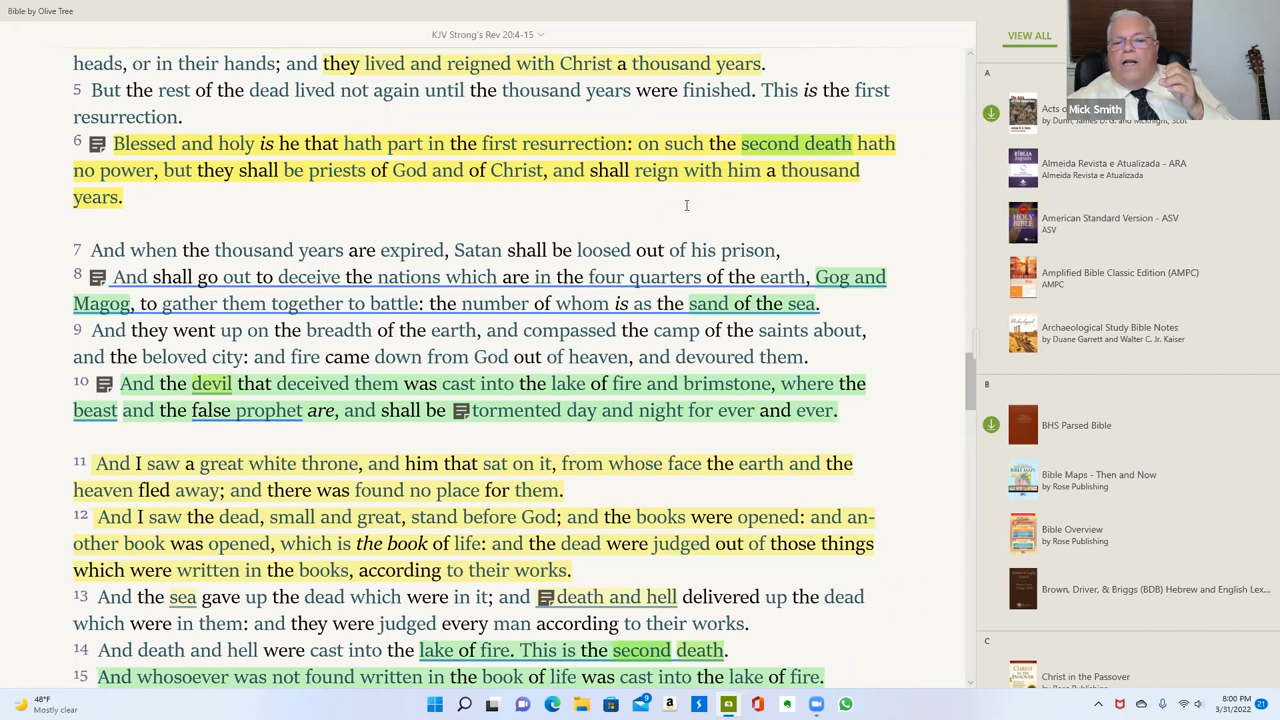 Bible by Olive Tree
KJV Strong's Rev 20:4-15
heads, or in their hands; and they lived and reigned with Christ a thousand years.
5 But the rest of the dead lived not again until the thousand years were finished. This is the first
resurrection.
6 Blessed and holy is he that hath part in the first resurrection: on such the second death hath
no power, but they shall be priests of God and of Christ, and shall reign with him a thousand
years.
7 And when the thousand years are expired, Satan shall be loosed out of his prison,
8 And shall go out to deceive the nations which are in the four quarters of the earth, Gog and
Magog, to gather them together to battle: the number of whom is as the sand of the sea.
9 And they went up on the breadth of the earth, and compassed the camp of the saints about,
and the beloved city: and fire came down from God out of heaven, and devoured them.
10 And the devil that deceived them was cast into the lake of fire and brimstone, where the
beast and the false prophet are, and shall be tormented day and night for ever and ever.
11 And I saw a great white throne, and him that sat on it, from whose face the earth and the
heaven fled away; and there was found no place for them.
12 And I saw the dead, small and great, stand before God; and the books were opened: and an-
other book was opened, which is the book of life: and the dead were judged out of those things
which were written in the books, according to their works.
13 And the sea gave up the dead which were in it; and death and hell delivered up the dead
which were in them: and they were judged every man according to their works.
14 And death and hell were cast into the lake of fire. This is the second death.
15 And whosoever was not found written in the book of life was cast into the lake of fire.
VIEW ALL
Mick Smith
A
Acts
by Dunn, James D. G. and McKnight, Scot
Almeida Revista e Atualizada - ARA
Almeida Revista e Atualizada
American Standard Version - ASV
ASV
Amplified Bible Classic Edition (AMPC)
AMPC
Archaeological Study Bible Notes
by Duane Garrett and Walter C. Jr. Kaiser
B
BHS Parsed Bible
Bible Maps - Then and Now
by Rose Publishing
Bible Overview
by Rose Publishing
Brown, Driver, & Briggs (BDB) Hebrew and English Lex...
C
Christ in the Passover
48°F
Mostly clear
8:00 PM
3/31/2022
21